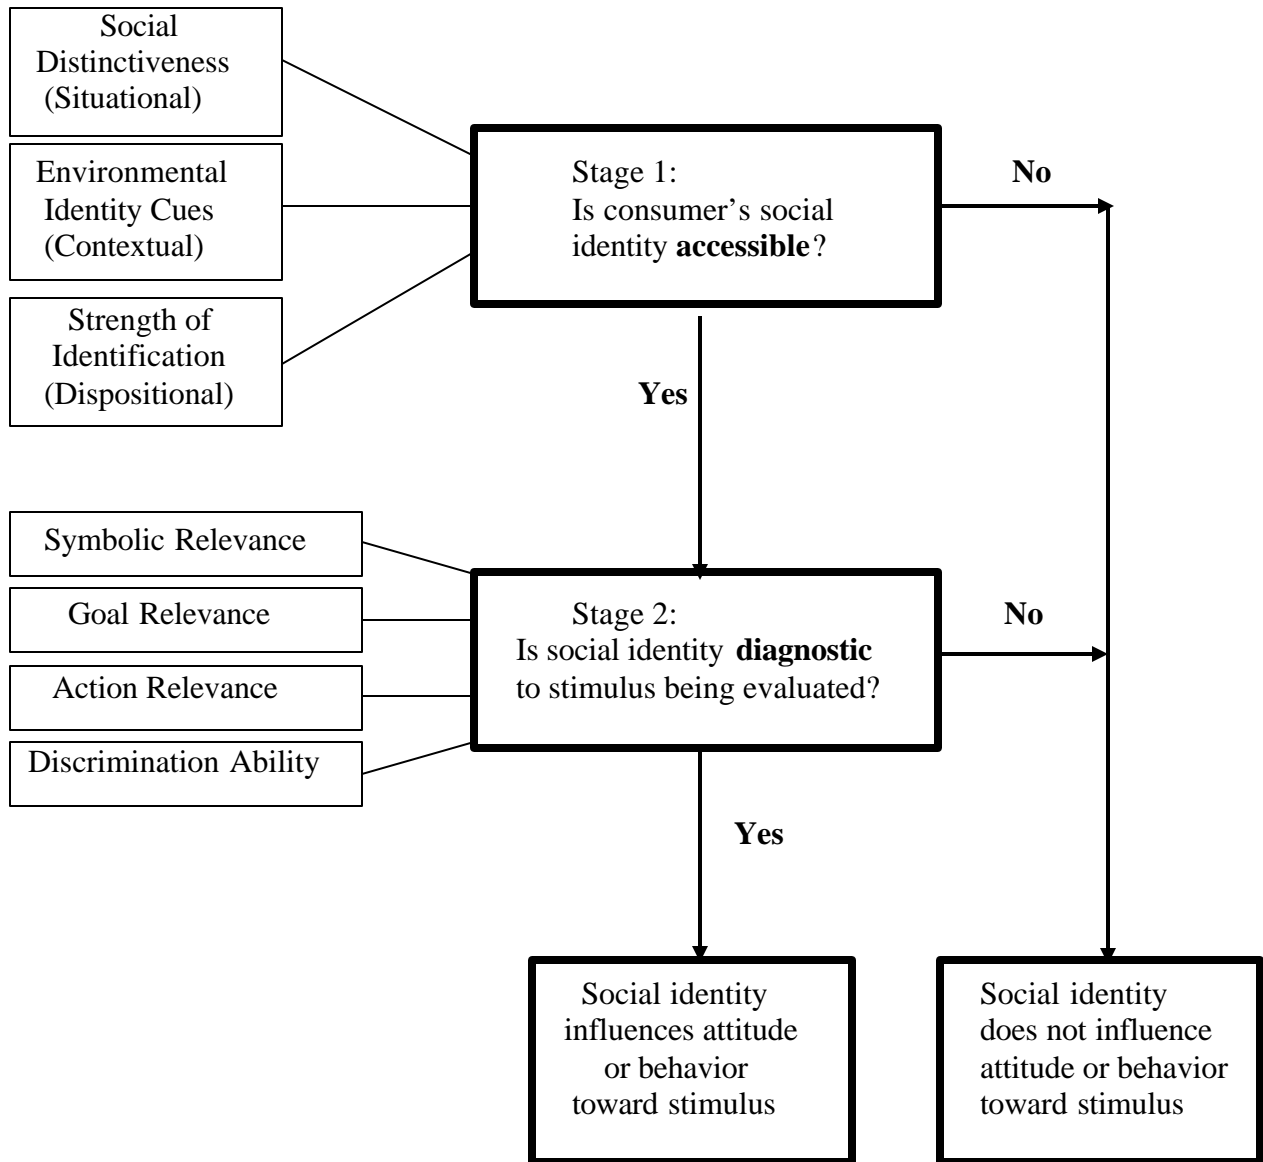 Social
Distinctiveness
(Situational)
Environmental
Identity Cues
(Contextual)
Strength of
Identification
(Dispositional)
Stage 1:
Is consumer's social
identity accessible?
No
Yes
Symbolic Relevance
Goal Relevance
Action Relevance
Discrimination Ability
Stage 2:
Is social identity diagnostic
to stimulus being evaluated?
No
Yes
Social identity
influences attitude
or behavior
toward stimulus
Social identity
does not influence
attitude or behavior
toward stimulus